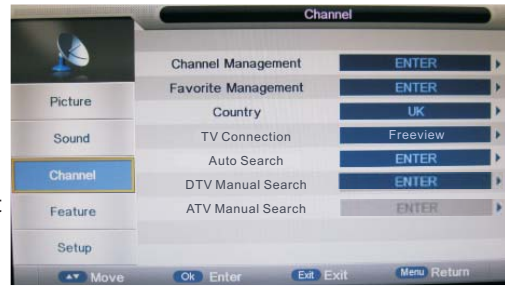 Channel
Channel Management ENTER
Favorite Management ENTER
Country UK
TV Connection Freeview
Auto Search ENTER
DTV Manual Search ENTER
ATV Manual Search ENTER
Picture
Sound
Channel
Feature
Setup
Move Ok Enter Exit Exit Menu Return